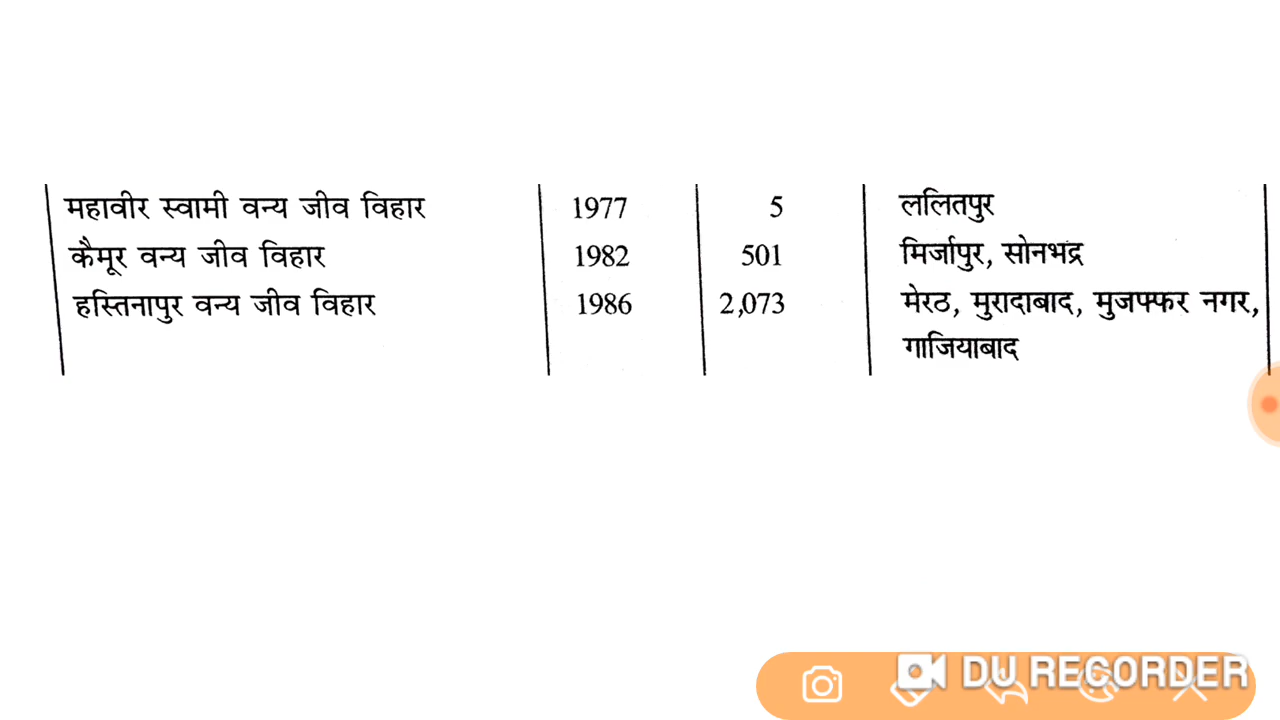 महावीर स्वामी वन्य जीव विहार 1977 5 ललितपुर
कैमूर वन्य जीव विहार 1982 501 मिर्जापुर, सोनभद्र
हस्तिनापुर वन्य जीव विहार 1986 2,073 मेरठ, मुरादाबाद, मुजफ्फर नगर,
गाजियाबाद
DU RECORDER